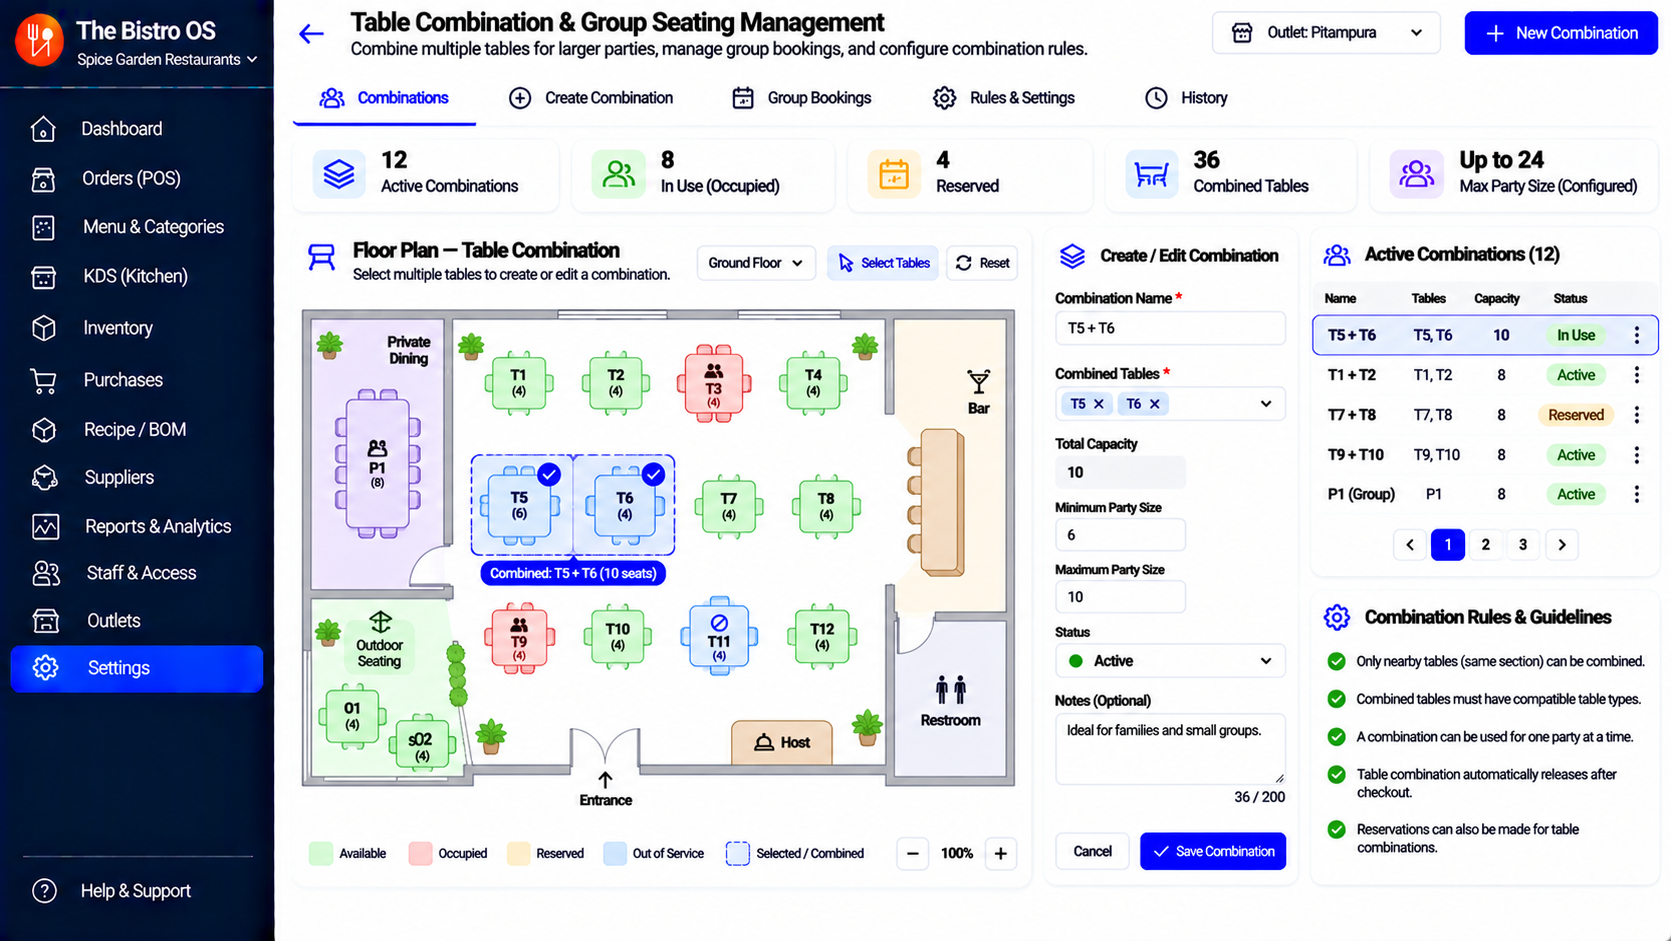 The Bistro OS
Spice Garden Restaurants
Dashboard
Orders (POS)
Menu & Categories
KDS (Kitchen)
Inventory
Purchases
Recipe / BOM
Suppliers
Reports & Analytics
Staff & Access
Outlets
Settings
Help & Support
Table Combination & Group Seating Management
Combine multiple tables for larger parties, manage group bookings, and configure combination rules.
Outlet: Pitampura
New Combination
Combinations
Create Combination
Group Bookings
Rules & Settings
History
12
Active Combinations
8
In Use (Occupied)
4
Reserved
36
Combined Tables
Up to 24
Max Party Size (Configured)
Floor Plan — Table Combination
Select multiple tables to create or edit a combination.
Ground Floor
Select Tables
Reset
Private
Dining
P1
(8)
T1
(4)
T2
(4)
T3
(4)
T4
(4)
Bar
T5
(6)
T6
(4)
T7
(4)
T8
(4)
Combined: T5 + T6 (10 seats)
T9
(4)
T10
(4)
T11
(4)
T12
(4)
Outdoor
Seating
01
(4)
s02
(4)
Restroom
Host
Entrance
Available
Occupied
Reserved
Out of Service
Selected / Combined
100%
Create / Edit Combination
Combination Name *
T5 + T6
Combined Tables *
T5 ✕ T6 ✕
Total Capacity
10
Minimum Party Size
6
Maximum Party Size
10
Status
Active
Notes (Optional)
Ideal for families and small groups.
36 / 200
Cancel
Save Combination
Active Combinations (12)
Name Tables Capacity Status
T5 + T6 T5, T6 10 In Use
T1 + T2 T1, T2 8 Active
T7 + T8 T7, T8 8 Reserved
T9 + T10 T9, T10 8 Active
P1 (Group) P1 8 Active
1 2 3
Combination Rules & Guidelines
Only nearby tables (same section) can be combined.
Combined tables must have compatible table types.
A combination can be used for one party at a time.
Table combination automatically releases after
checkout.
Reservations can also be made for table
combinations.